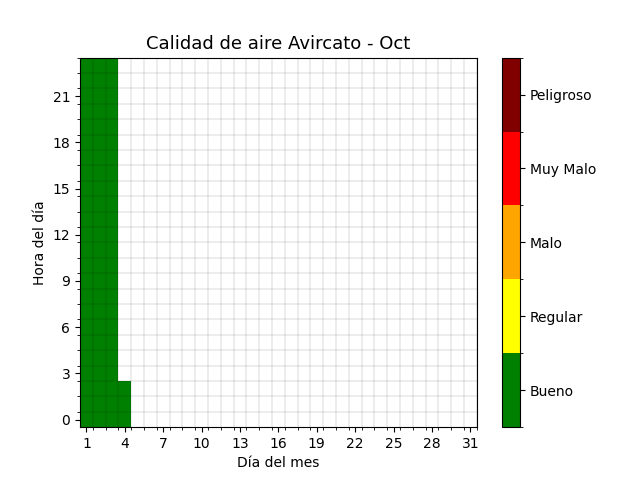 Calidad de aire Avircato - Oct
Hora del día
21
18
15
12
9
6
3
0
1 4 7 10 13 16 19 22 25 28 31
Día del mes
Peligroso
Muy Malo
Malo
Regular
Bueno